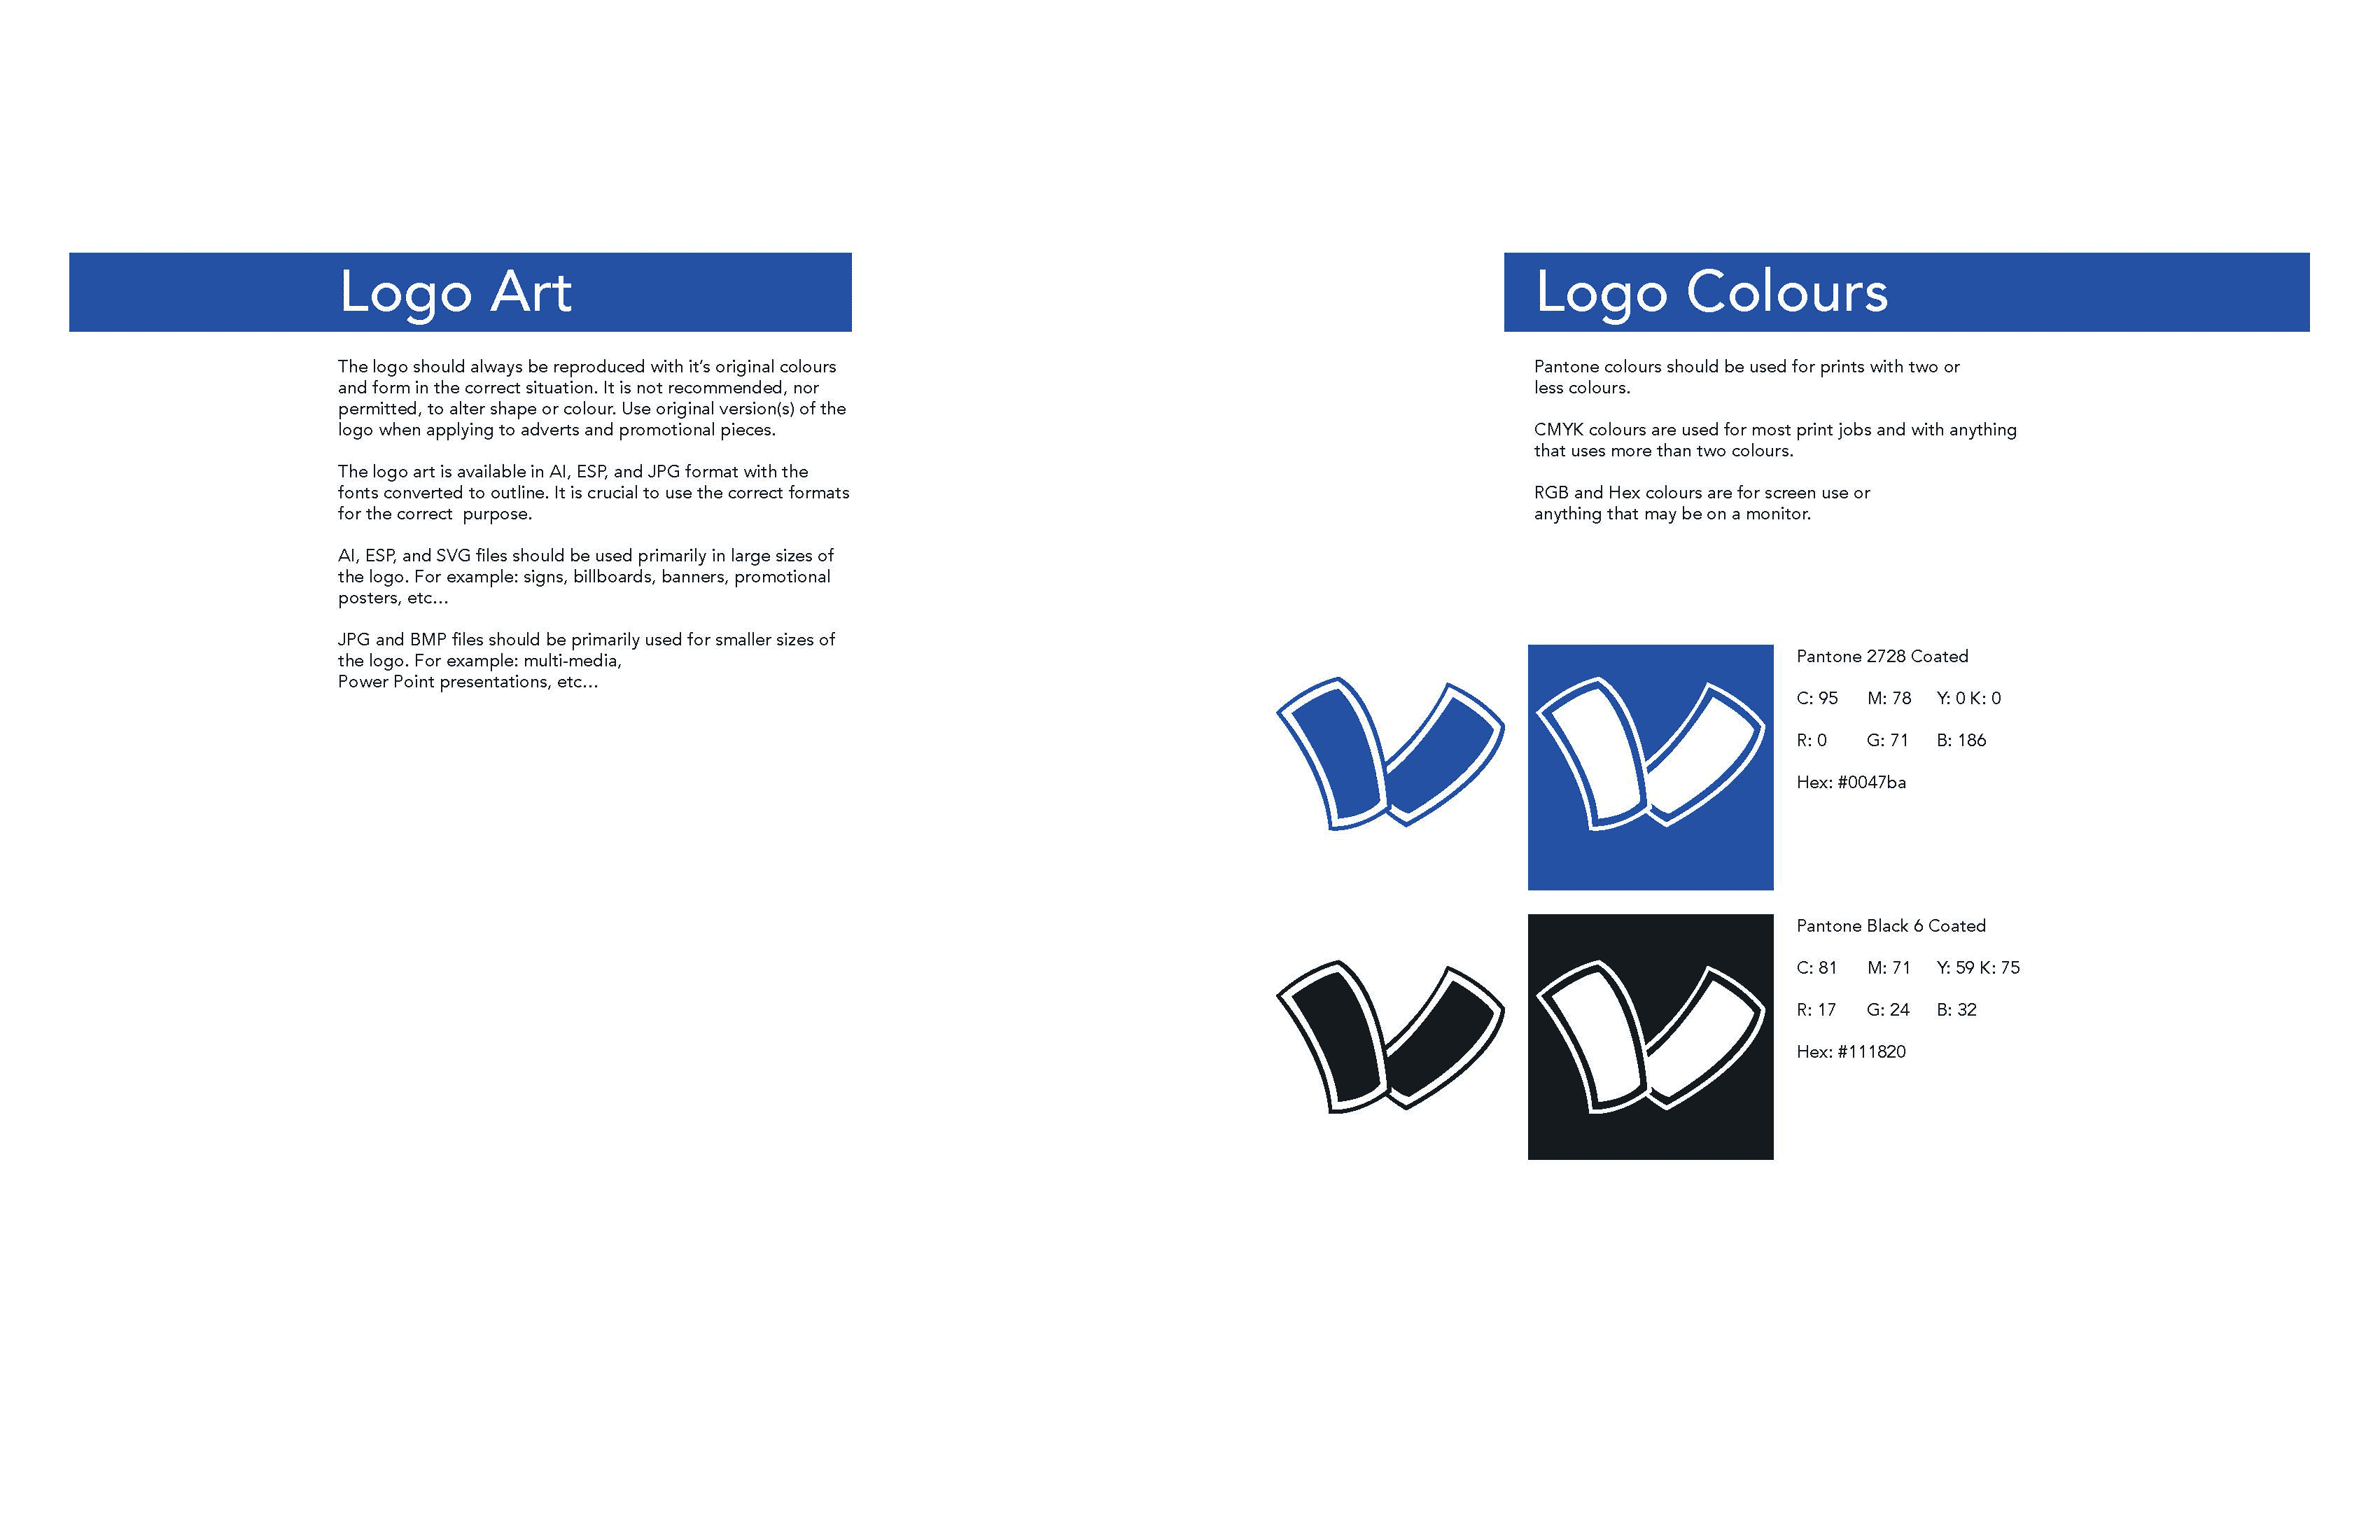 Logo Art
The logo should always be reproduced with it’s original colours
and form in the correct situation. It is not recommended, nor
permitted, to alter shape or colour. Use original version(s) of the
logo when applying to adverts and promotional pieces.
The logo art is available in AI, ESP, and JPG format with the
fonts converted to outline. It is crucial to use the correct formats
for the correct  purpose.
AI, ESP, and SVG files should be used primarily in large sizes of
the logo. For example: signs, billboards, banners, promotional
posters, etc…
JPG and BMP files should be primarily used for smaller sizes of
the logo. For example: multi-media,
Power Point presentations, etc…
Logo Colours
Pantone colours should be used for prints with two or
less colours.
CMYK colours are used for most print jobs and with anything
that uses more than two colours.
RGB and Hex colours are for screen use or
anything that may be on a monitor.
Pantone 2728 Coated
C: 95 M: 78 Y: 0 K: 0
R: 0 G: 71 B: 186
Hex: #0047ba
Pantone Black 6 Coated
C: 81 M: 71 Y: 59 K: 75
R: 17 G: 24 B: 32
Hex: #111820